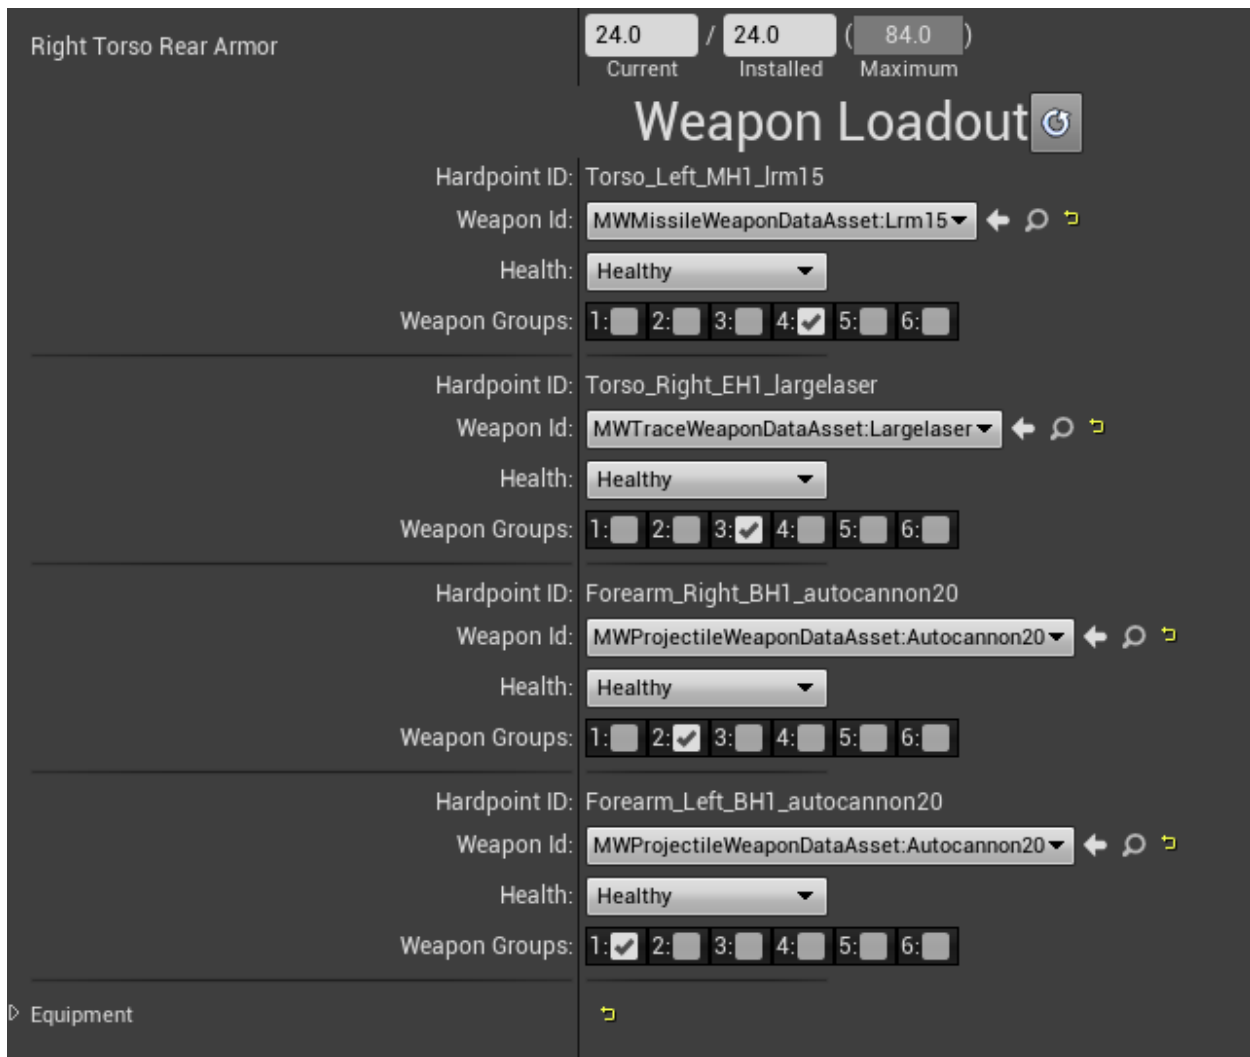 Right Torso Rear Armor 24.0 / 24.0 ( 84.0 )
Current Installed Maximum
Weapon Loadout
Hardpoint ID: Torso_Left_MH1_lrm15
Weapon Id: MWMissileWeaponDataAsset:Lrm15
Health: Healthy
Weapon Groups: 1: 2: 3: 4: 5: 6:
Hardpoint ID: Torso_Right_EH1_largelaser
Weapon Id: MWTraceWeaponDataAsset:Largelaser
Health: Healthy
Weapon Groups: 1: 2: 3: 4: 5: 6:
Hardpoint ID: Forearm_Right_BH1_autocannon20
Weapon Id: MWProjectileWeaponDataAsset:Autocannon20
Health: Healthy
Weapon Groups: 1: 2: 3: 4: 5: 6:
Hardpoint ID: Forearm_Left_BH1_autocannon20
Weapon Id: MWProjectileWeaponDataAsset:Autocannon20
Health: Healthy
Weapon Groups: 1: 2: 3: 4: 5: 6:
Equipment